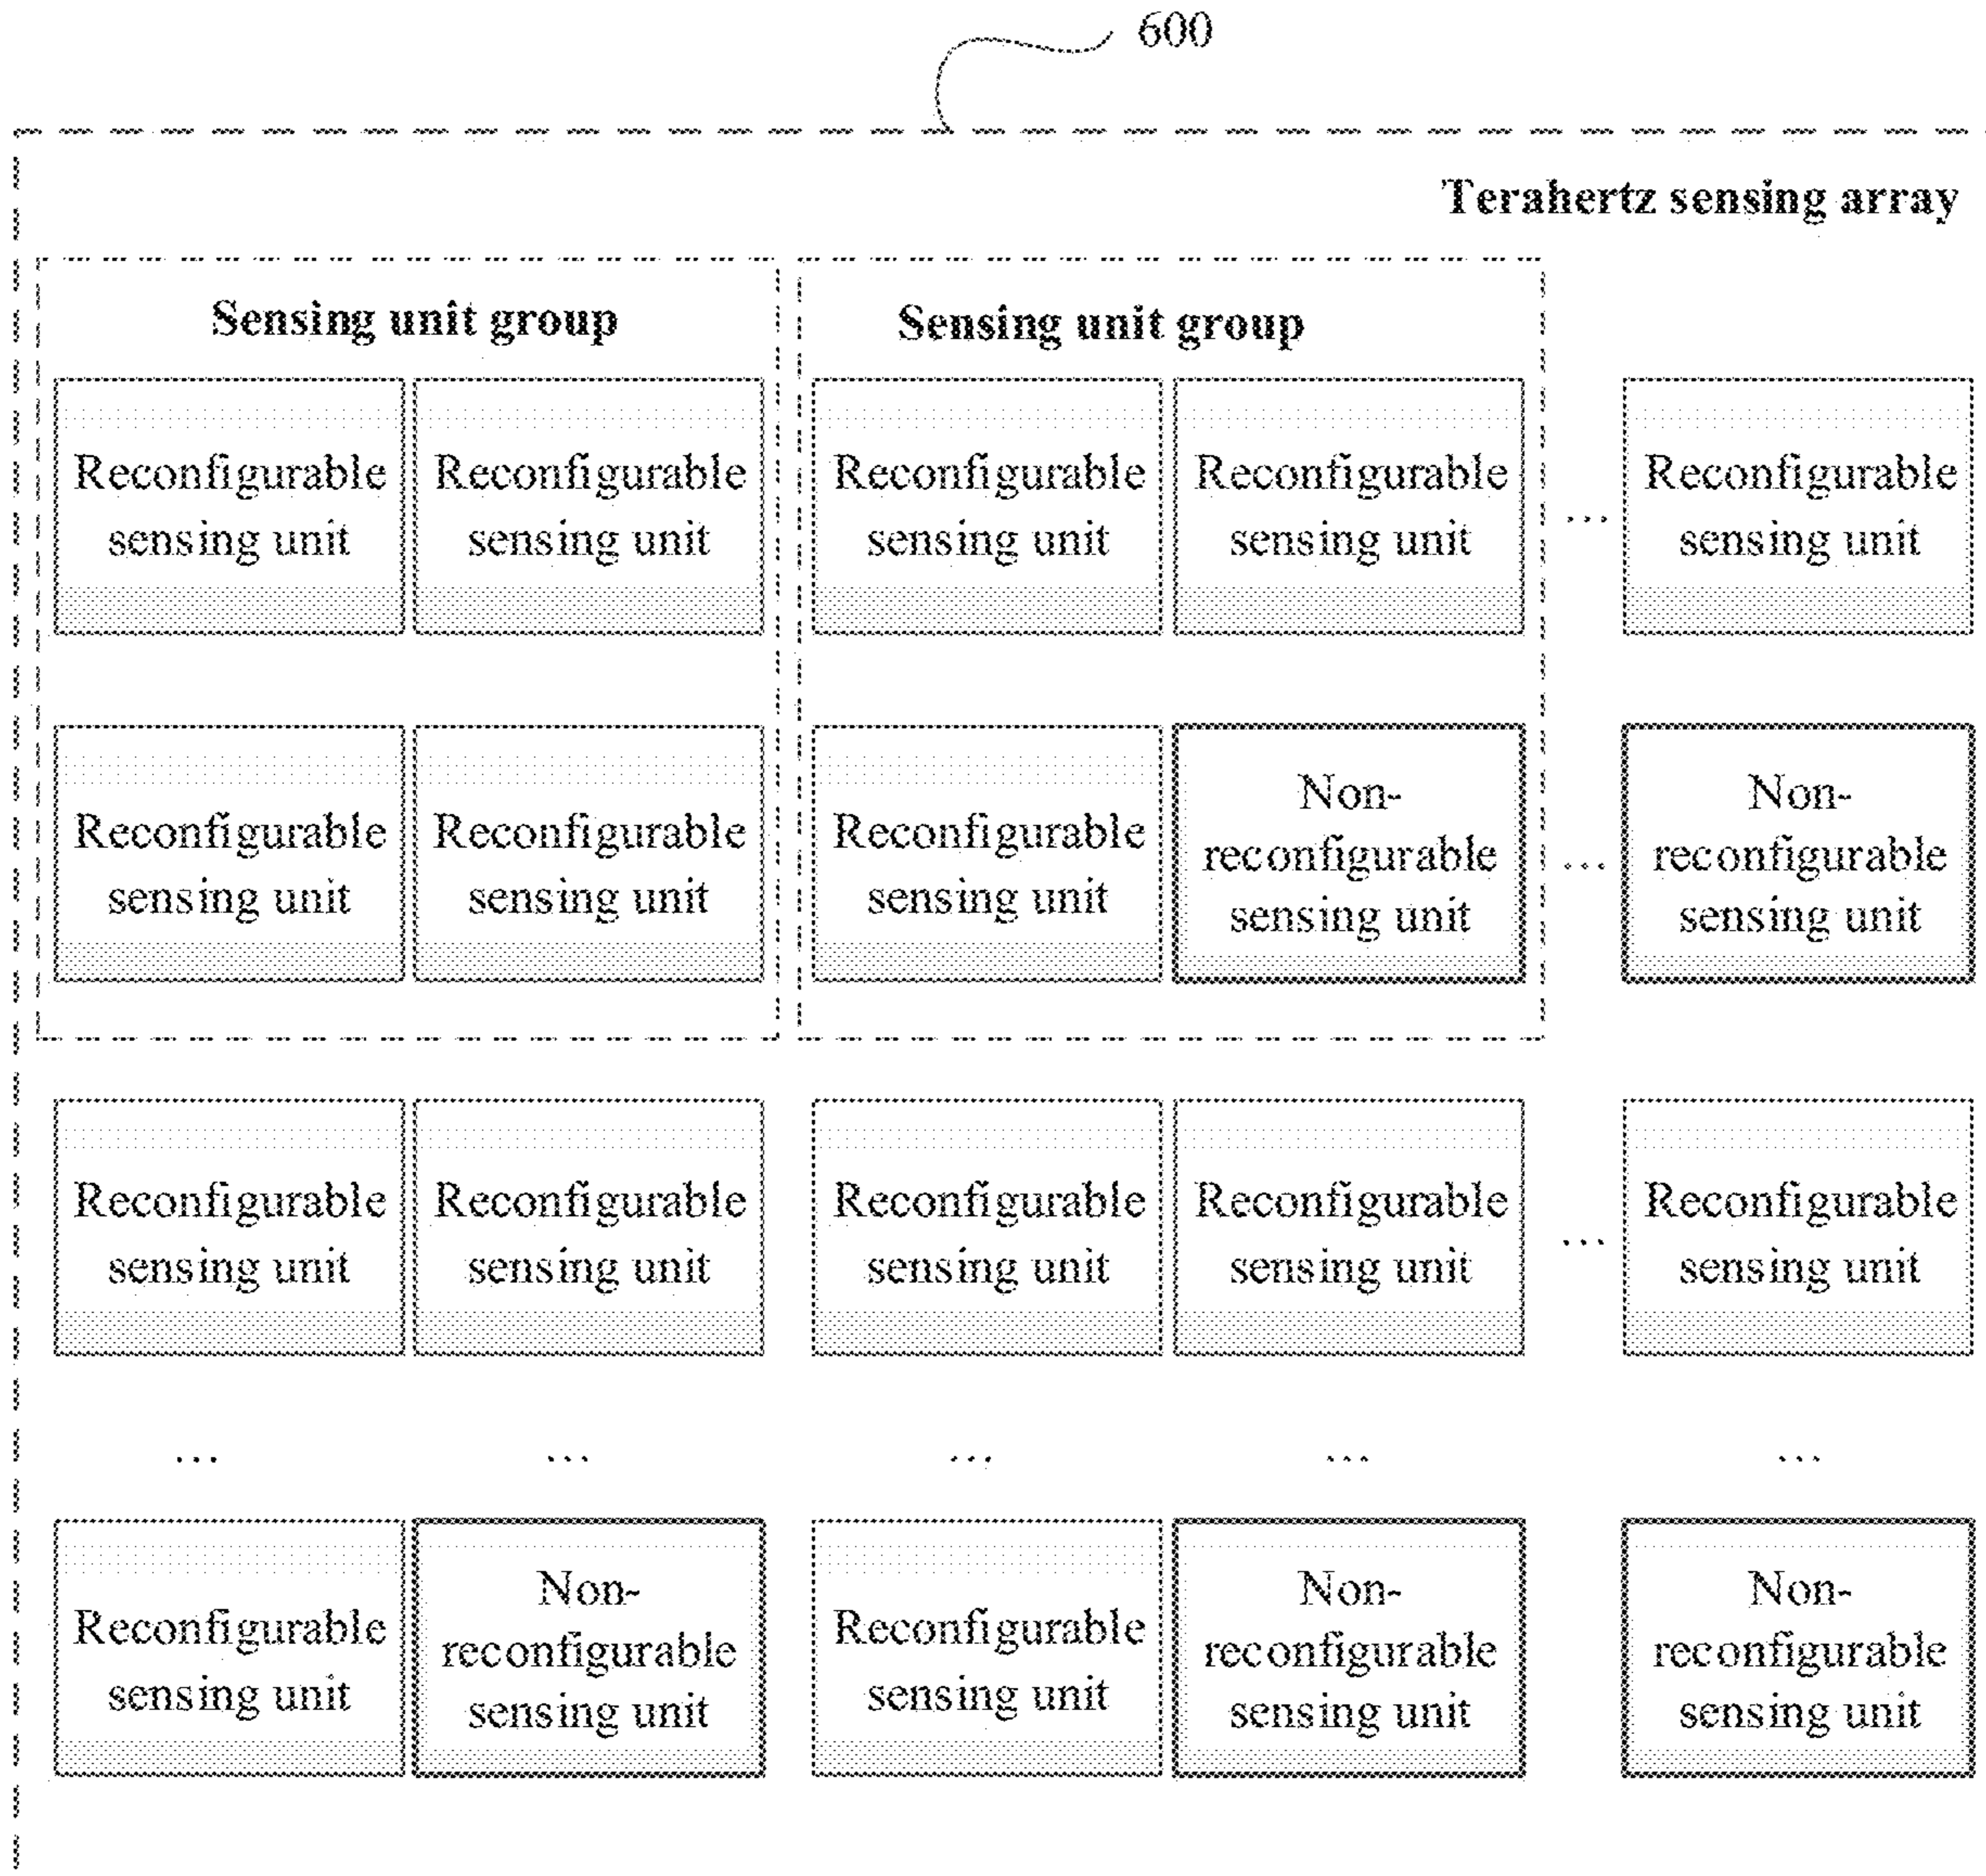 600
Terahertz sensing array
Sensing unit group
Sensing unit group
Reconfigurable
sensing unit
Reconfigurable
sensing unit
Reconfigurable
sensing unit
Reconfigurable
sensing unit
...
Reconfigurable
sensing unit
Reconfigurable
sensing unit
Reconfigurable
sensing unit
Reconfigurable
sensing unit
Non-
reconfigurable
sensing unit
...
Non-
reconfigurable
sensing unit
Reconfigurable
sensing unit
Reconfigurable
sensing unit
Reconfigurable
sensing unit
Reconfigurable
sensing unit
...
Reconfigurable
sensing unit
... ... ... ... ...
Reconfigurable
sensing unit
Non-
reconfigurable
sensing unit
Reconfigurable
sensing unit
Non-
reconfigurable
sensing unit
Non-
reconfigurable
sensing unit